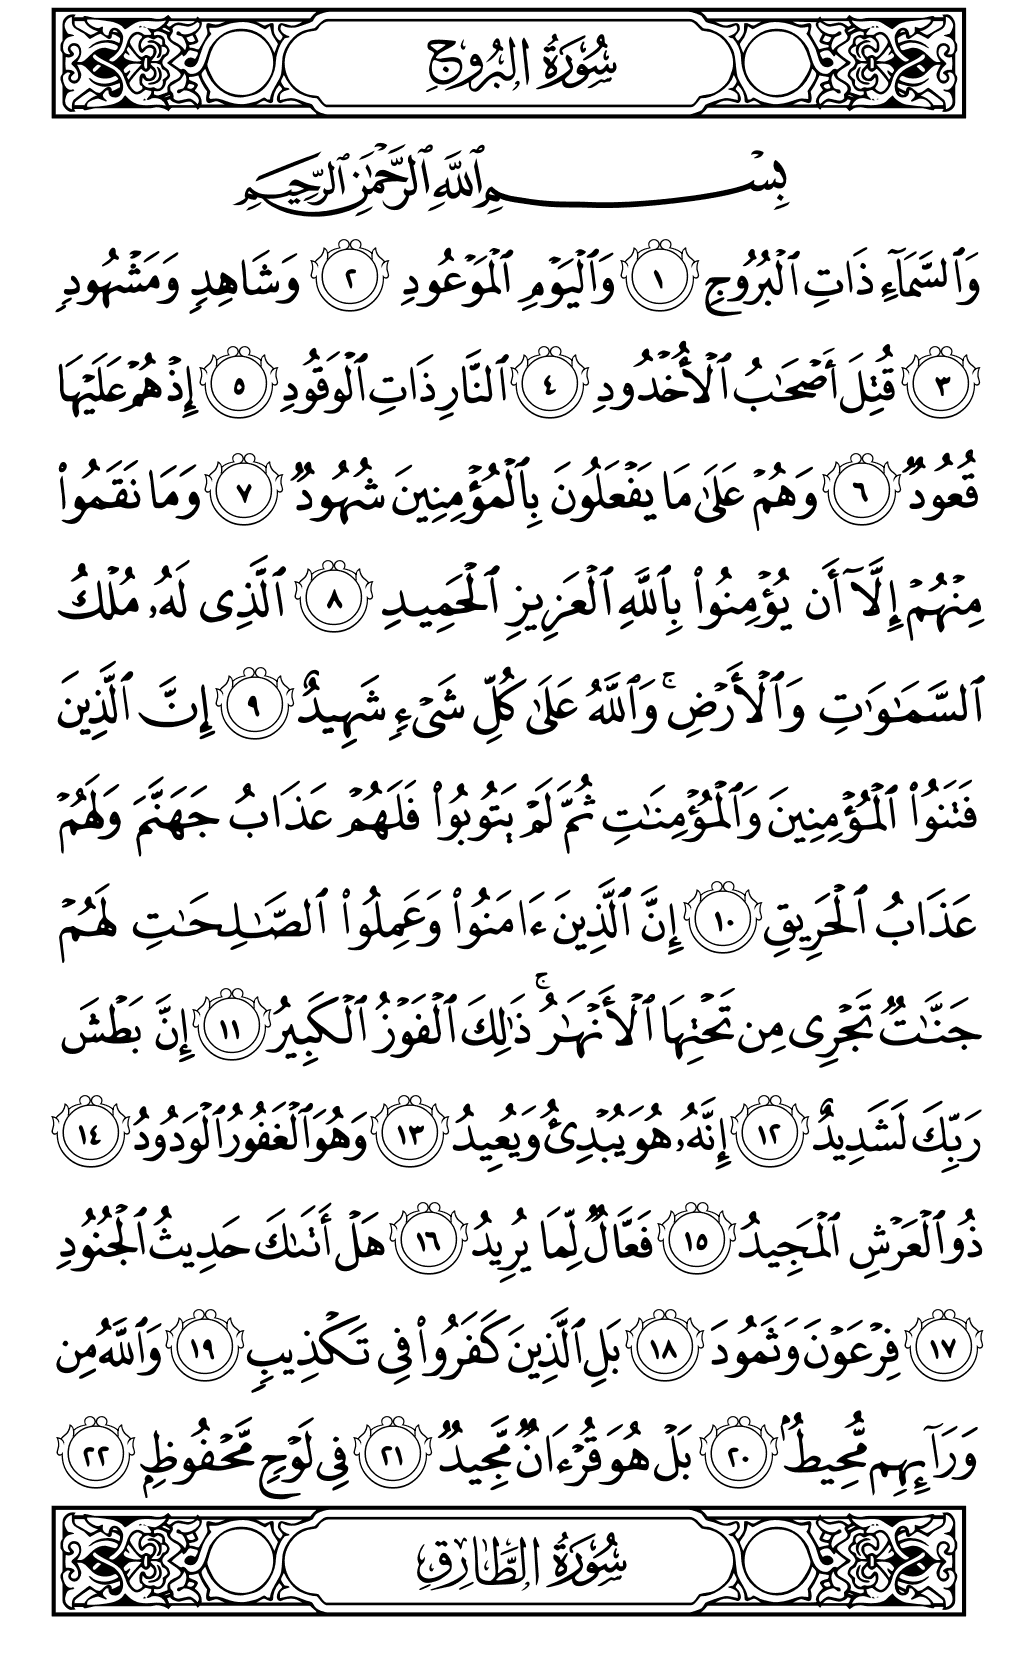 سُورَةُ البُرُوجِ
بِسْمِ ٱللَّهِ ٱلرَّحْمَٰنِ ٱلرَّحِيمِ
وَٱلسَّمَآءِ ذَاتِ ٱلْبُرُوجِ ١ وَٱلْيَوْمِ ٱلْمَوْعُودِ ٢ وَشَاهِدٍ وَمَشْهُودٍ
٣ قُتِلَ أَصْحَٰبُ ٱلْأُخْدُودِ ٤ ٱلنَّارِ ذَاتِ ٱلْوَقُودِ ٥ إِذْ هُمْ عَلَيْهَا
قُعُودٌ ٦ وَهُمْ عَلَىٰ مَا يَفْعَلُونَ بِٱلْمُؤْمِنِينَ شُهُودٌ ٧ وَمَا نَقَمُوا۟
مِنْهُمْ إِلَّآ أَن يُؤْمِنُوا۟ بِٱللَّهِ ٱلْعَزِيزِ ٱلْحَمِيدِ ٨ ٱلَّذِى لَهُۥ مُلْكُ
ٱلسَّمَٰوَٰتِ وَٱلْأَرْضِ ۚ وَٱللَّهُ عَلَىٰ كُلِّ شَىْءٍ شَهِيدٌ ٩ إِنَّ ٱلَّذِينَ
فَتَنُوا۟ ٱلْمُؤْمِنِينَ وَٱلْمُؤْمِنَٰتِ ثُمَّ لَمْ يَتُوبُوا۟ فَلَهُمْ عَذَابُ جَهَنَّمَ وَلَهُمْ
عَذَابُ ٱلْحَرِيقِ ١٠ إِنَّ ٱلَّذِينَ ءَامَنُوا۟ وَعَمِلُوا۟ ٱلصَّٰلِحَٰتِ لَهُمْ
جَنَّٰتٌ تَجْرِى مِن تَحْتِهَا ٱلْأَنْهَٰرُ ۚ ذَٰلِكَ ٱلْفَوْزُ ٱلْكَبِيرُ ١١ إِنَّ بَطْشَ
رَبِّكَ لَشَدِيدٌ ١٢ إِنَّهُۥ هُوَ يُبْدِئُ وَيُعِيدُ ١٣ وَهُوَ ٱلْغَفُورُ ٱلْوَدُودُ ١٤
ذُو ٱلْعَرْشِ ٱلْمَجِيدُ ١٥ فَعَّالٌ لِّمَا يُرِيدُ ١٦ هَلْ أَتَىٰكَ حَدِيثُ ٱلْجُنُودِ
١٧ فِرْعَوْنَ وَثَمُودَ ١٨ بَلِ ٱلَّذِينَ كَفَرُوا۟ فِى تَكْذِيبٍ ١٩ وَٱللَّهُ مِن
وَرَآئِهِم مُّحِيطٌۢ ٢٠ بَلْ هُوَ قُرْءَانٌ مَّجِيدٌ ٢١ فِى لَوْحٍ مَّحْفُوظٍۭ ٢٢
سُورَةُ الطَّارِقِ